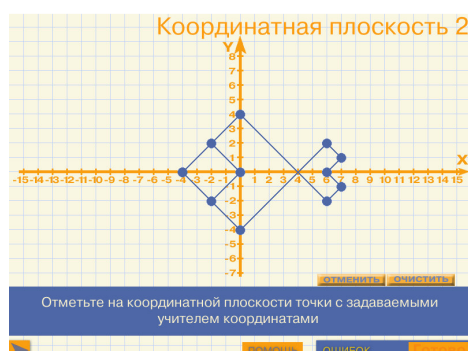 Координатная плоскость 2
Y
8
7
6
5
4
3
2
1
X
-15 -14 -13 -12 -11 -10 -9 -8 -7 -6 -5 -4 -3 -2 -1 0 1 2 3 4 5 6 7 8 9 10 11 12 13 14 15
-1
-2
-3
-4
-5
-6
-7
ОТМЕНИТЬ ОЧИСТИТЬ
Отметьте на координатной плоскости точки с задаваемыми
учителем координатами
ПОМОЩЬ ОШИБОК Готово